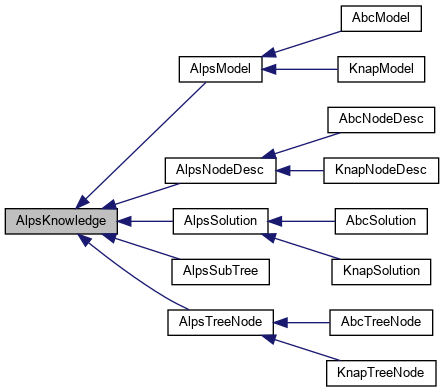 AbcModel
AlpsModel
KnapModel
AbcNodeDesc
AlpsNodeDesc
KnapNodeDesc
AlpsKnowledge
AlpsSolution
AbcSolution
AlpsSubTree
KnapSolution
AlpsTreeNode
AbcTreeNode
KnapTreeNode